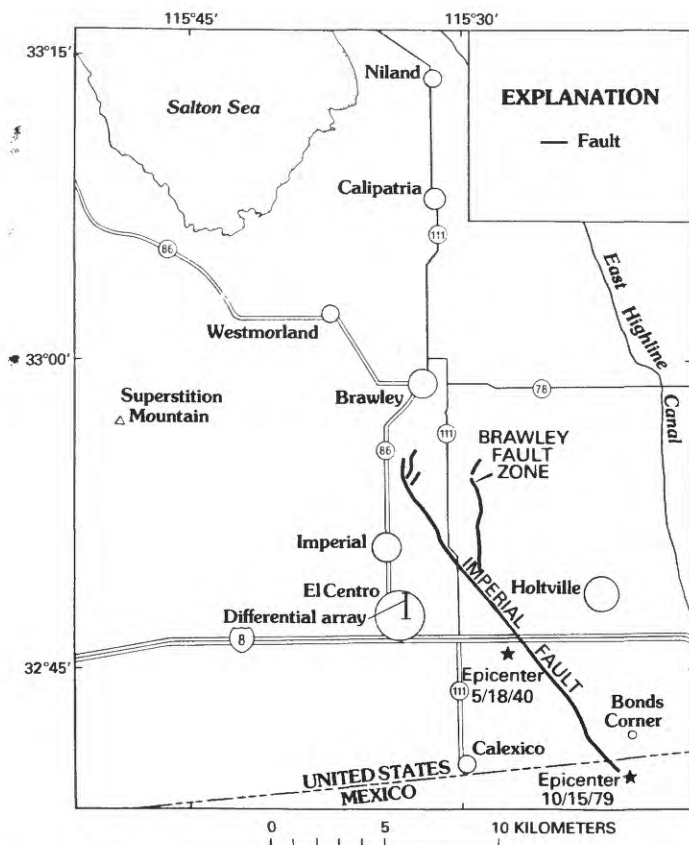 115°45′
115°30′
33°15′
Niland
Salton Sea
EXPLANATION
Fault
Calipatria
111
86
East Highline Canal
Westmorland
33°00′
Superstition
Mountain
Brawley
78
111
86
BRAWLEY
FAULT
ZONE
Imperial
El Centro
Differential array
IMPERIAL FAULT
Holtville
8
32°45′
Epicenter
5/18/40
111
Bonds
Corner
Calexico
UNITED STATES
MEXICO
Epicenter
10/15/79
0 5 10 KILOMETERS